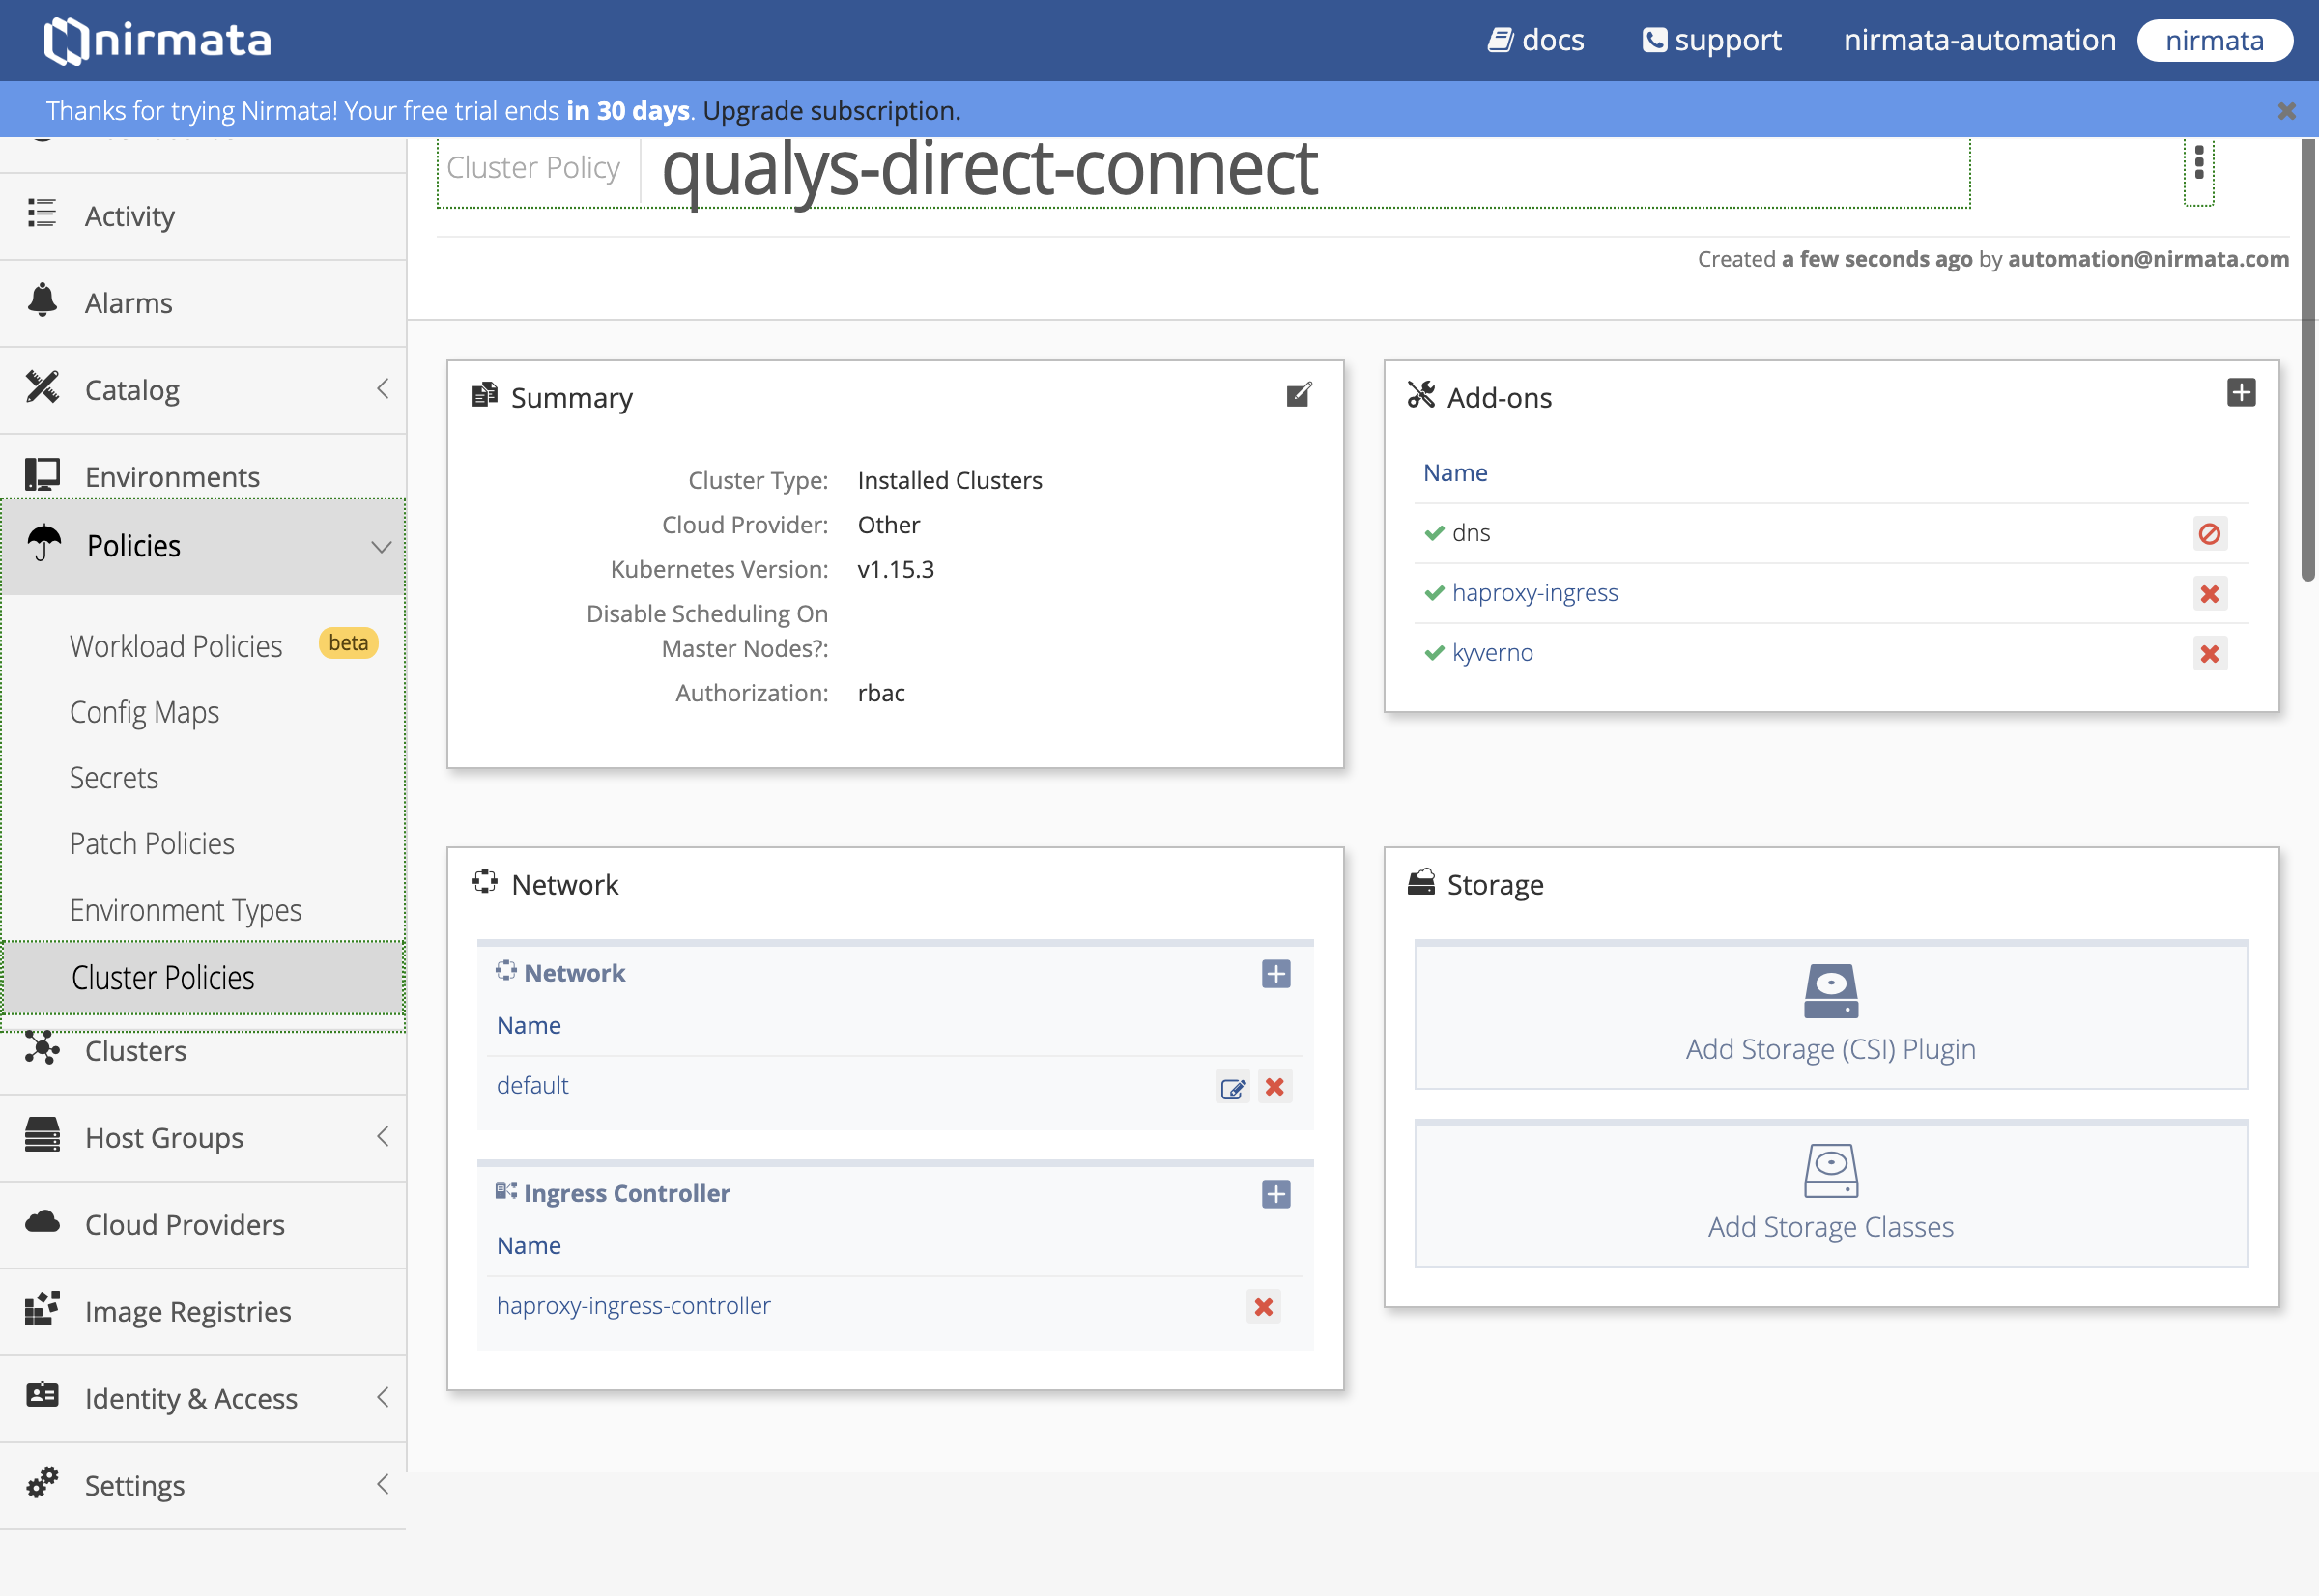 nirmata
docs
support
nirmata-automation
nirmata
Thanks for trying Nirmata! Your free trial ends in 30 days. Upgrade subscription.
Activity
Alarms
Catalog
Environments
Policies
Workload Policies
beta
Config Maps
Secrets
Patch Policies
Environment Types
Cluster Policies
Clusters
Host Groups
Cloud Providers
Image Registries
Identity & Access
Settings
Cluster Policy
qualys-direct-connect
Created a few seconds ago by automation@nirmata.com
Summary
Cluster Type: Installed Clusters
Cloud Provider: Other
Kubernetes Version: v1.15.3
Disable Scheduling On
Master Nodes?:
Authorization: rbac
Add-ons
Name
dns
haproxy-ingress
kyverno
Network
Network
Name
default
Ingress Controller
Name
haproxy-ingress-controller
Storage
Add Storage (CSI) Plugin
Add Storage Classes